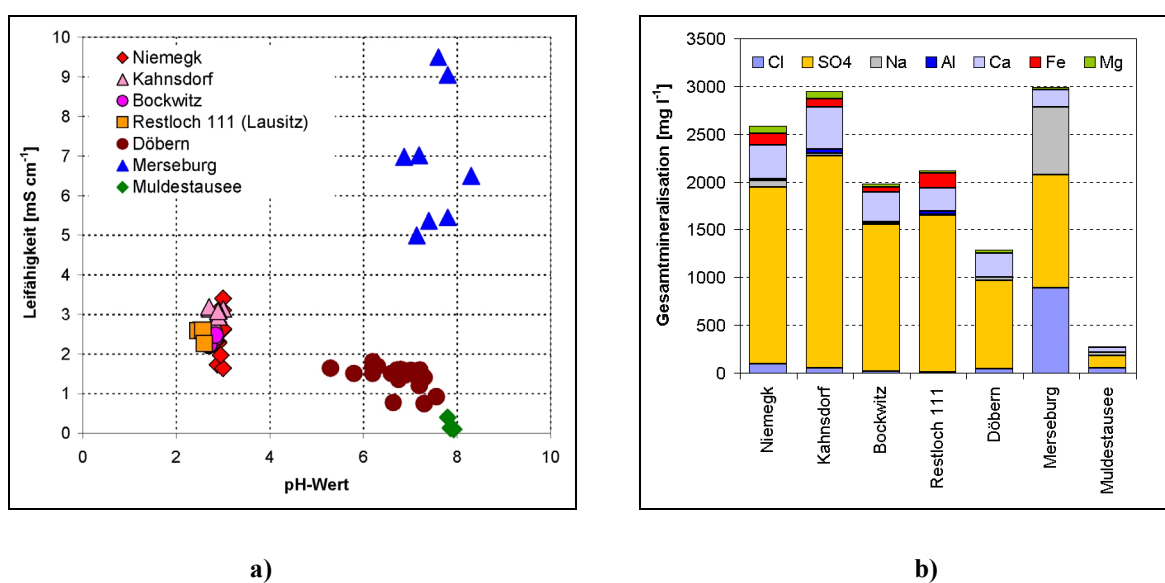 10
9
8
7
6
5
4
3
2
1
0
Leifähigkeit [mS cm⁻¹]
Niemegk
Kahnsdorf
Bockwitz
Restloch 111 (Lausitz)
Döbern
Merseburg
Muldestausee
0 2 4 6 8 10
pH-Wert
a)
3500
3000
2500
2000
1500
1000
500
0
Gesamtmineralisation [mg l⁻¹]
Cl SO4 Na Al Ca Fe Mg
Niemegk
Kahnsdorf
Bockwitz
Restloch 111
Döbern
Merseburg
Muldestausee
b)